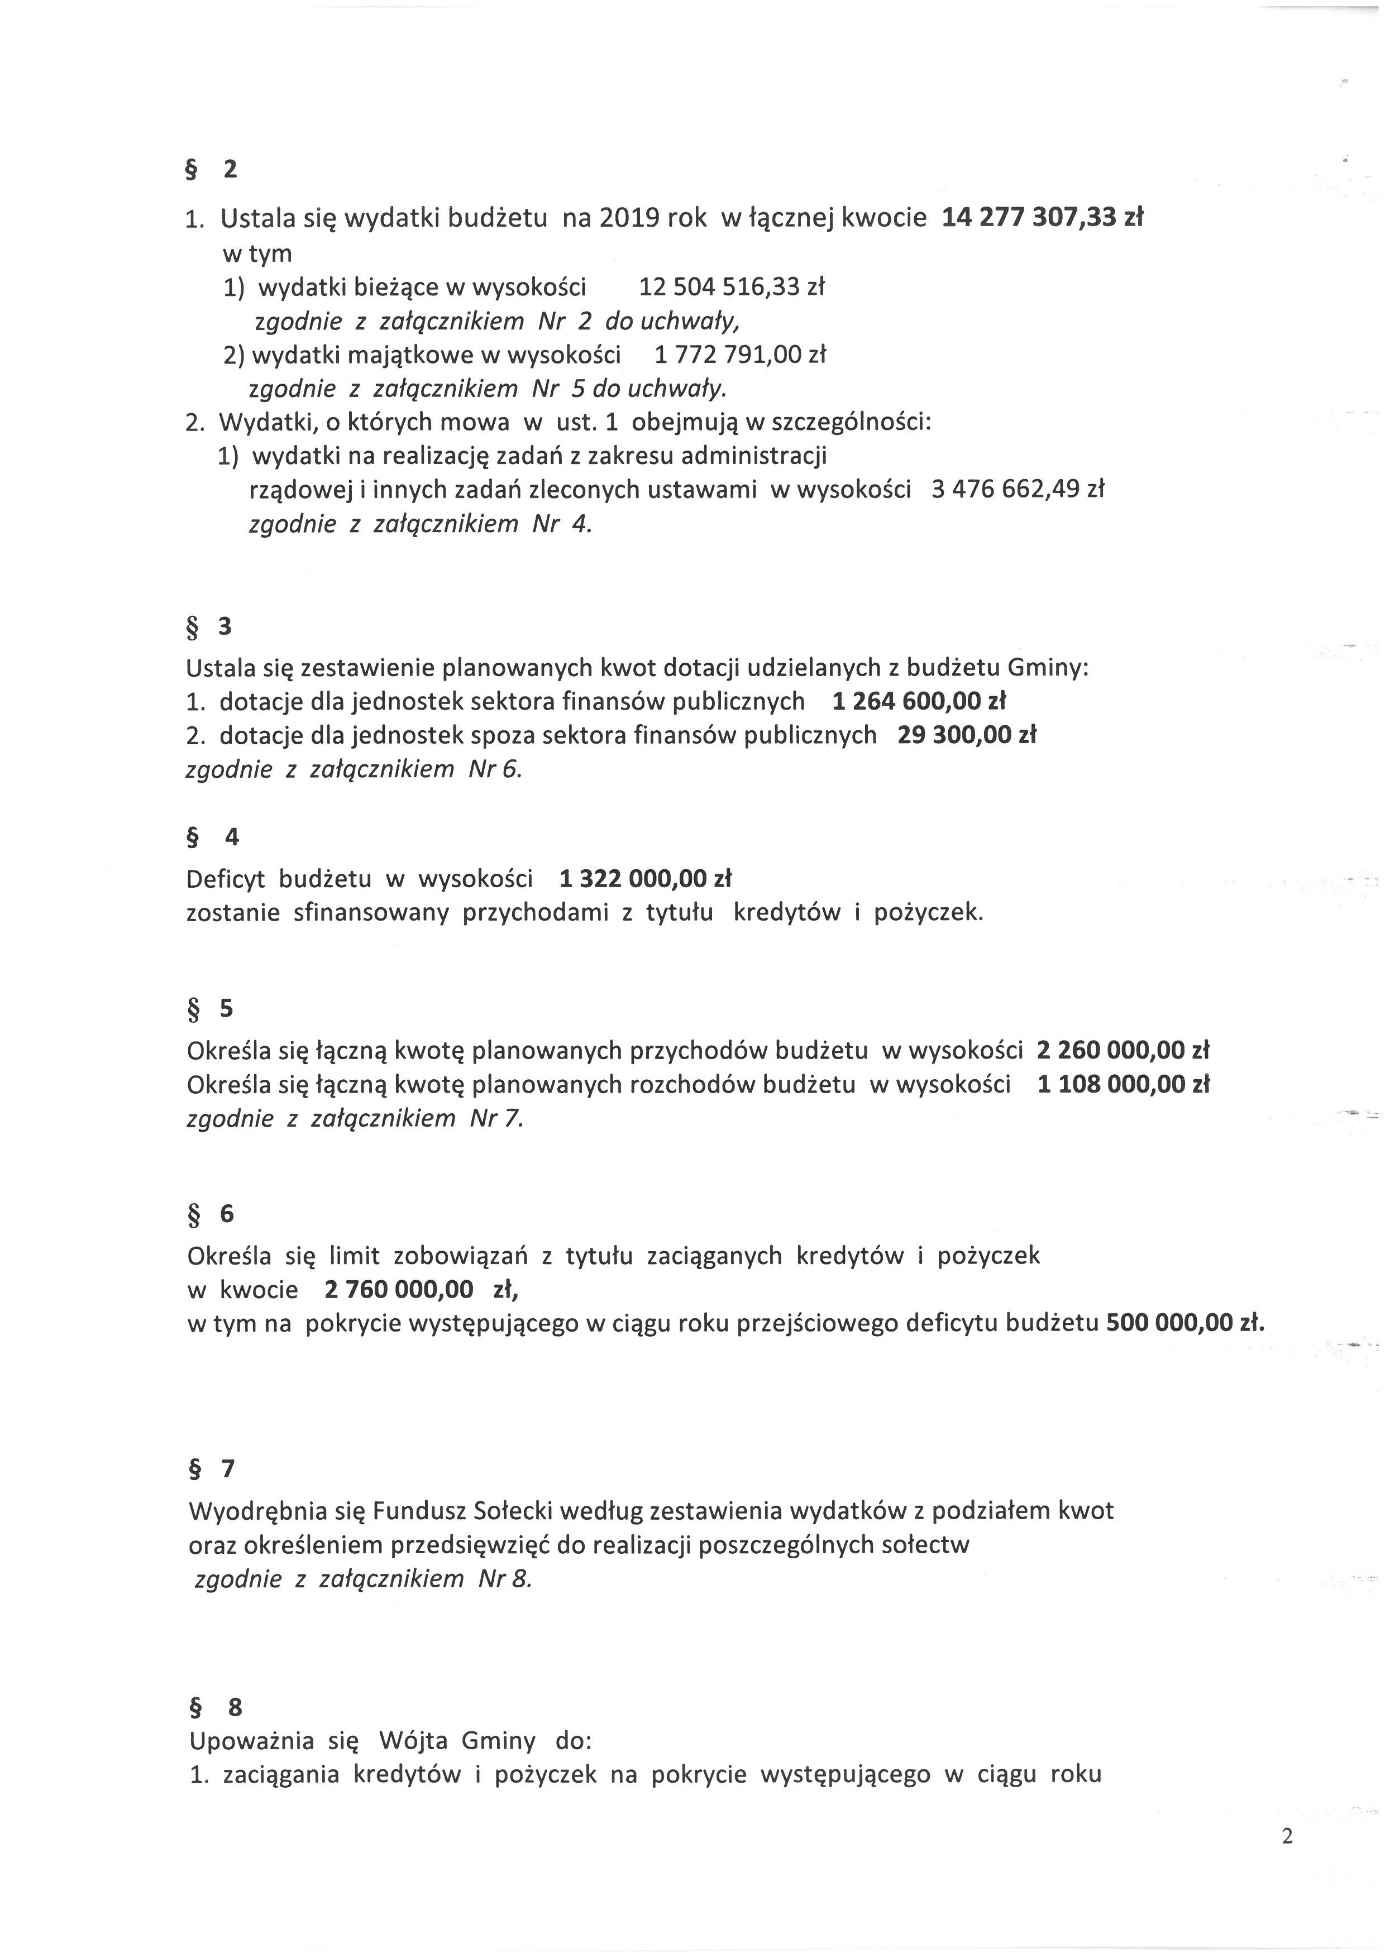 § 2
1. Ustala się wydatki budżetu na 2019 rok w łącznej kwocie 14 277 307,33 zł
w tym
1) wydatki bieżące w wysokości 12 504 516,33 zł
zgodnie z załącznikiem Nr 2 do uchwały,
2) wydatki majątkowe w wysokości 1 772 791,00 zł
zgodnie z załącznikiem Nr 5 do uchwały.
2. Wydatki, o których mowa w ust. 1 obejmują w szczególności:
1) wydatki na realizację zadań z zakresu administracji
rządowej i innych zadań zleconych ustawami w wysokości 3 476 662,49 zł
zgodnie z załącznikiem Nr 4.
§ 3
Ustala się zestawienie planowanych kwot dotacji udzielanych z budżetu Gminy:
1. dotacje dla jednostek sektora finansów publicznych 1 264 600,00 zł
2. dotacje dla jednostek spoza sektora finansów publicznych 29 300,00 zł
zgodnie z załącznikiem Nr 6.
§ 4
Deficyt budżetu w wysokości 1 322 000,00 zł
zostanie sfinansowany przychodami z tytułu kredytów i pożyczek.
§ 5
Określa się łączną kwotę planowanych przychodów budżetu w wysokości 2 260 000,00 zł
Określa się łączną kwotę planowanych rozchodów budżetu w wysokości 1 108 000,00 zł
zgodnie z załącznikiem Nr 7.
§ 6
Określa się limit zobowiązań z tytułu zaciąganych kredytów i pożyczek
w kwocie 2 760 000,00 zł,
w tym na pokrycie występującego w ciągu roku przejściowego deficytu budżetu 500 000,00 zł.
§ 7
Wyodrębnia się Fundusz Sołecki według zestawienia wydatków z podziałem kwot
oraz określeniem przedsięwzięć do realizacji poszczególnych sołectw
zgodnie z załącznikiem Nr 8.
§ 8
Upoważnia się Wójta Gminy do:
1. zaciągania kredytów i pożyczek na pokrycie występującego w ciągu roku
2